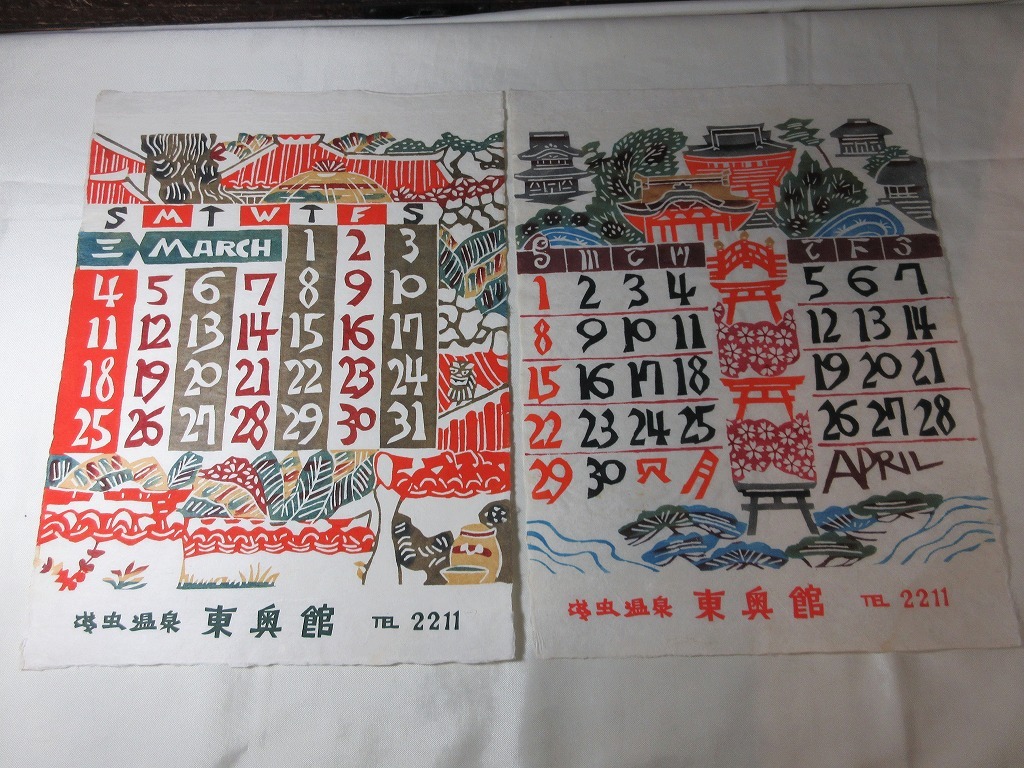 S M T W T F S
三 MARCH 1 2 3
4 5 6 7 8 9 10
11 12 13 14 15 16 17
18 19 20 21 22 23 24
25 26 27 28 29 30 31
浅虫温泉 東奥館 TEL 2211
S M T W T F S
1 2 3 4 5 6 7
8 9 10 11 12 13 14
15 16 17 18 19 20 21
22 23 24 25 26 27 28
29 30 四月 APRIL
浅虫温泉 東奥館 TEL 2211